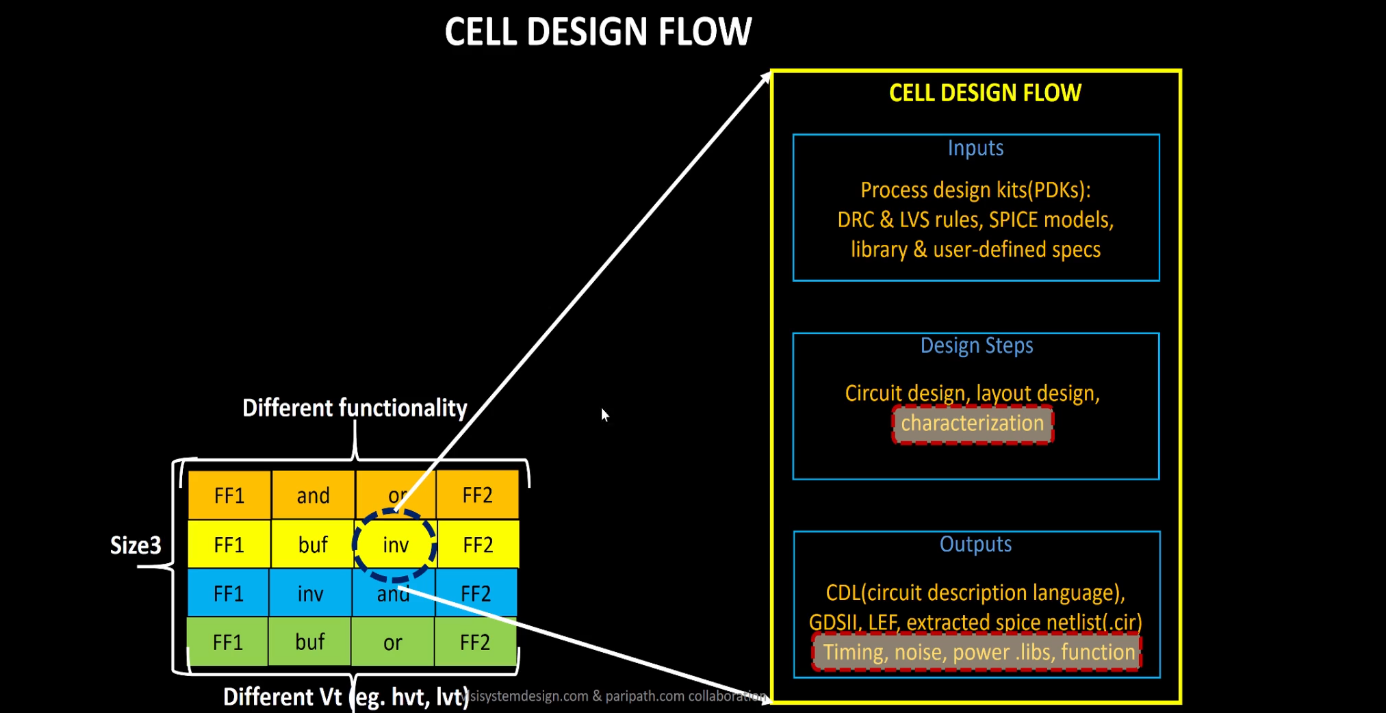 CELL DESIGN FLOW
CELL DESIGN FLOW
Inputs
Process design kits(PDKs):
DRC & LVS rules, SPICE models,
library & user-defined specs
Design Steps
Circuit design, layout design,
characterization
Outputs
CDL(circuit description language),
GDSII, LEF, extracted spice netlist(.cir)
Timing, noise, power .libs, function
Different functionality
Size3
FF1 and or FF2
FF1 buf inv FF2
FF1 inv and FF2
FF1 buf or FF2
Different Vt (eg. hvt, lvt)
vlsisystemdesign.com & paripath.com collaboration